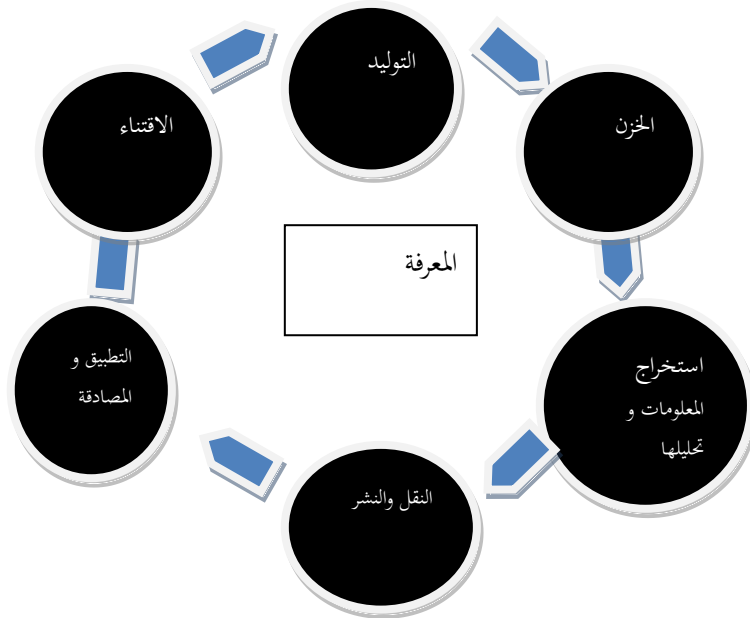 التوليد
الاقتناء
الخزن
المعرفة
التطبيق و
المصادقة
استخراج
المعلومات و
تحليلها
النقل والنشر